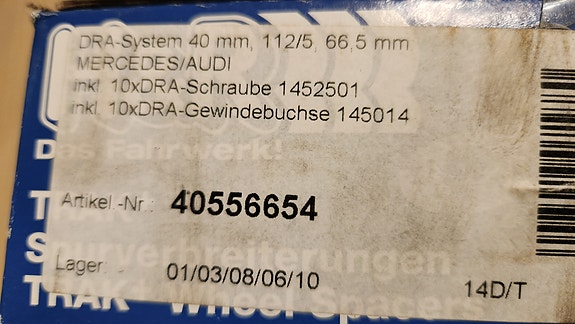 DRA-System 40 mm, 112/5, 66,5 mm
MERCEDES/AUDI
inkl. 10xDRA-Schraube 1452501
inkl. 10xDRA-Gewindebuchse 145014
Das Fahrwerk!
Artikel.-Nr.: 40556654
Spurverbreiterungen
Lager 01/03/08/06/10 14D/T
TRAK+ Wheel Spacers